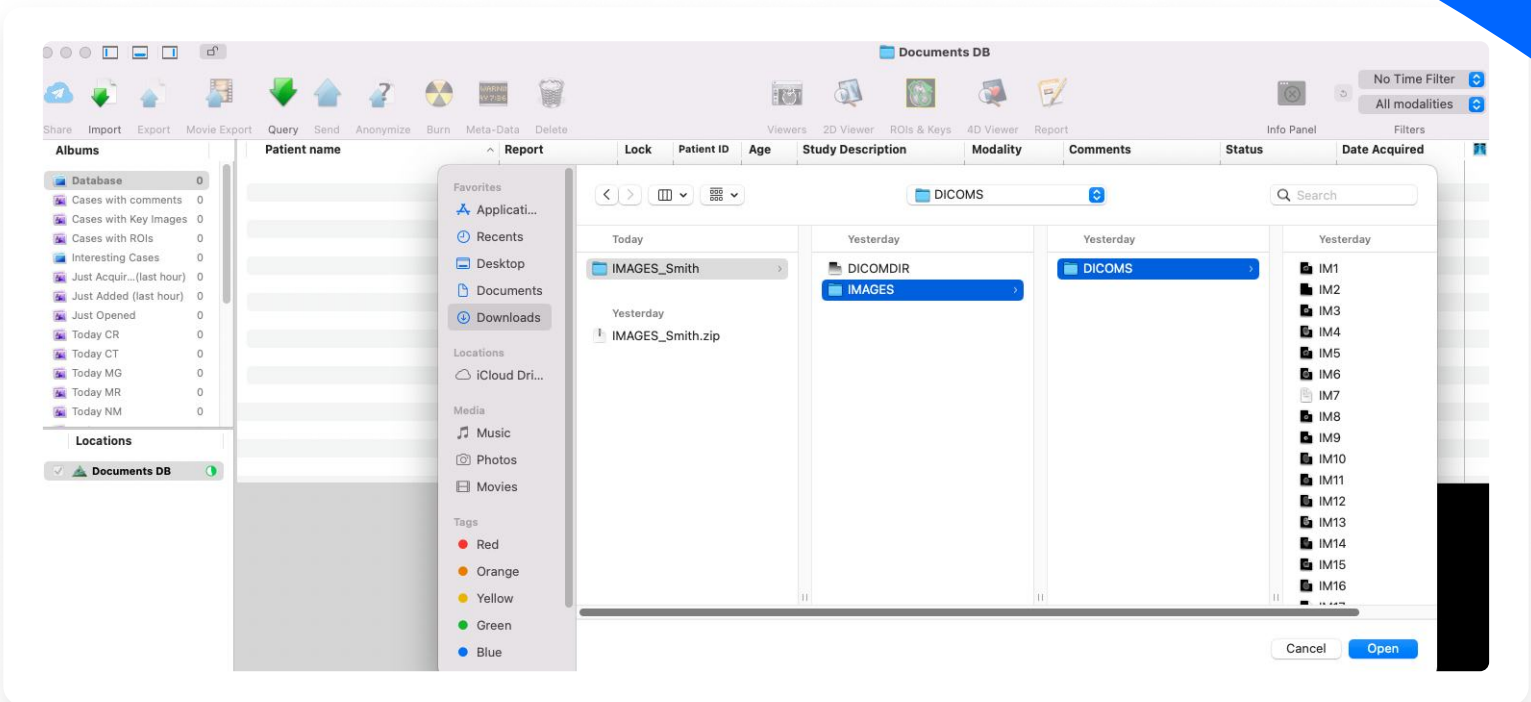 Documents DB
No Time Filter
All modalities
Share Import Export Movie Export Query Send Anonymize Burn Meta-Data Delete Viewers 2D Viewer ROIs & Keys 4D Viewer Report Info Panel Filters
Albums Patient name Report Lock Patient ID Age Study Description Modality Comments Status Date Acquired
Database 0
Cases with comments 0
Cases with Key Images 0
Cases with ROIs 0
Interesting Cases 0
Just Acquir...(last hour) 0
Just Added (last hour) 0
Just Opened 0
Today CR 0
Today CT 0
Today MG 0
Today MR 0
Today NM 0
Locations
Documents DB
Favorites
Applicati...
Recents
Desktop
Documents
Downloads
Locations
iCloud Dri...
Media
Music
Photos
Movies
Tags
Red
Orange
Yellow
Green
Blue
DICOMS
Search
Today
IMAGES_Smith
Yesterday
IMAGES_Smith.zip
Yesterday
DICOMDIR
IMAGES
Yesterday
DICOMS
Yesterday
IM1
IM2
IM3
IM4
IM5
IM6
IM7
IM8
IM9
IM10
IM11
IM12
IM13
IM14
IM15
IM16
Cancel Open